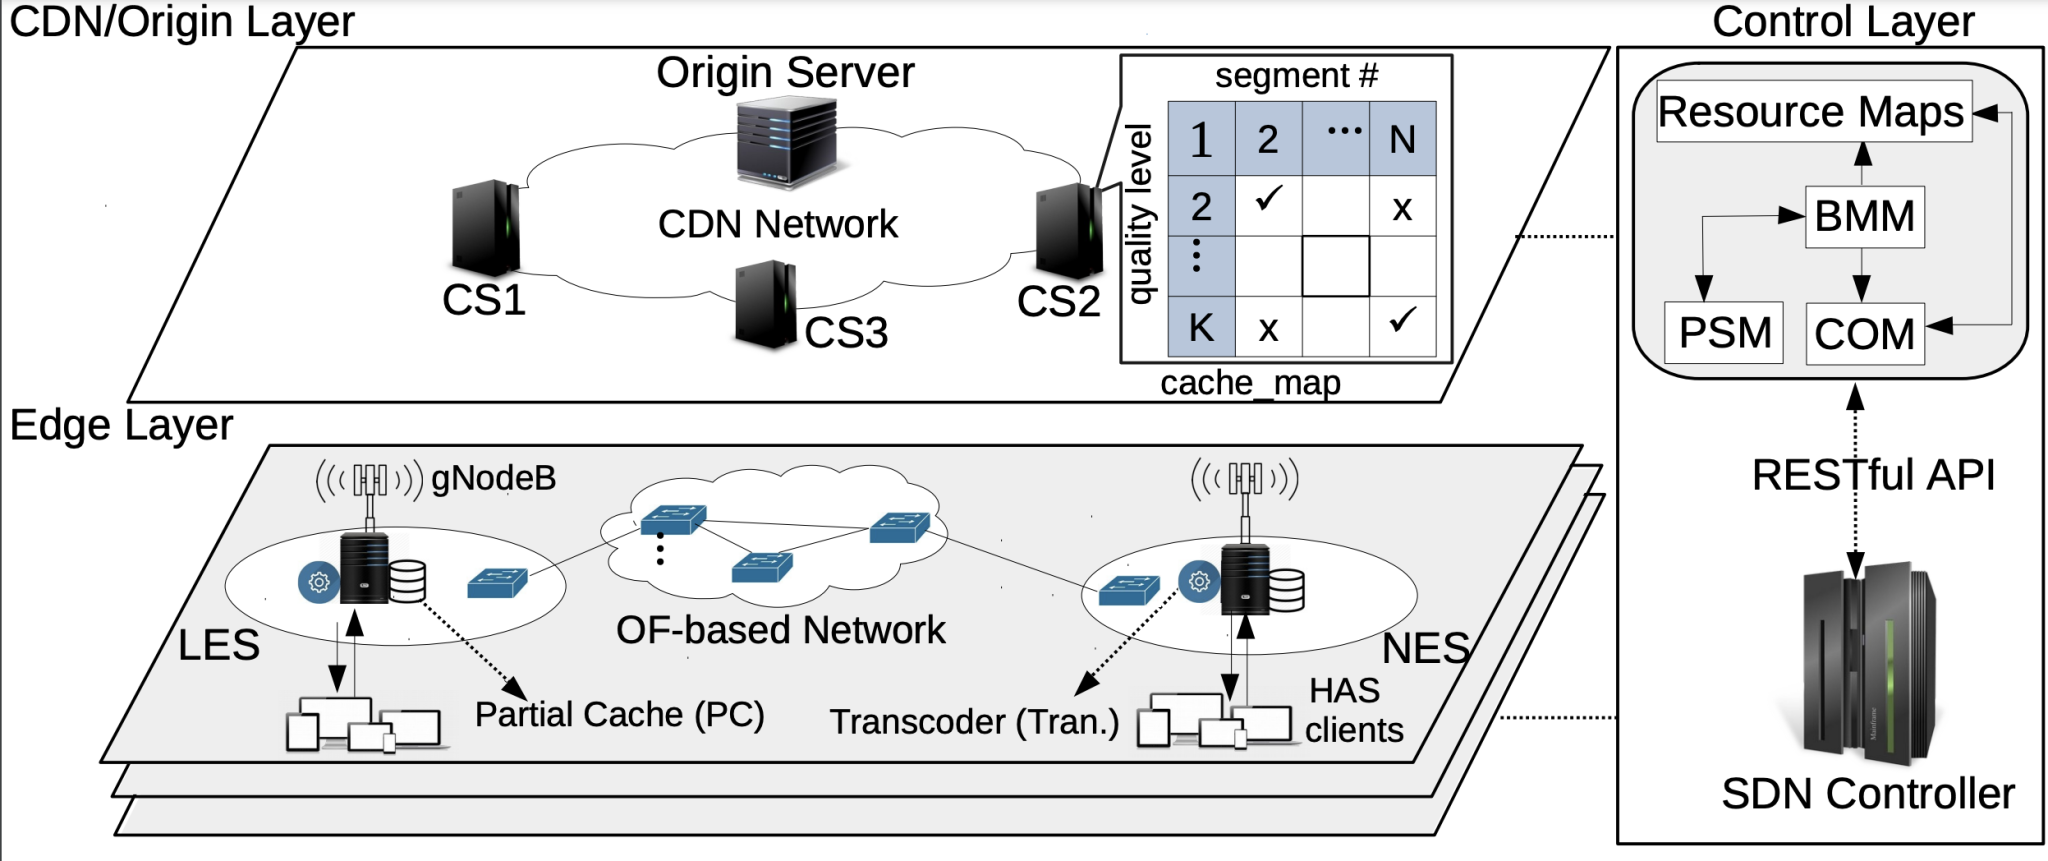 CDN/Origin Layer
Origin Server
CDN Network
CS1
CS2
CS3
segment #
quality level
1 2 ... N
2 ✓ x
⋮
K x ✓
cache_map
Edge Layer
gNodeB
LES
OF-based Network
NES
Partial Cache (PC)
Transcoder (Tran.)
HAS
clients
Control Layer
Resource Maps
BMM
PSM
COM
RESTful API
Mainframe
SDN Controller